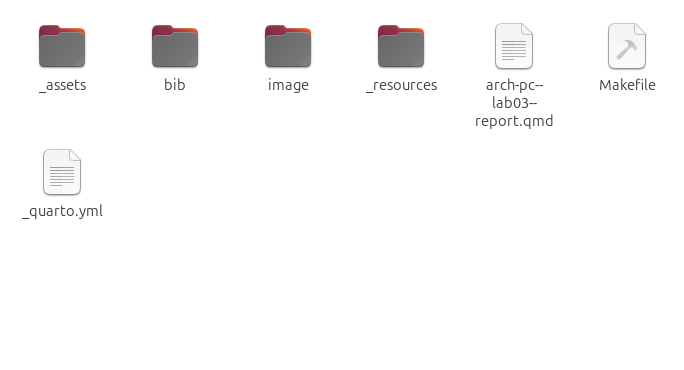 _assets
bib
image
_resources
arch-pc--
lab03--
report.qmd
Makefile
_quarto.yml